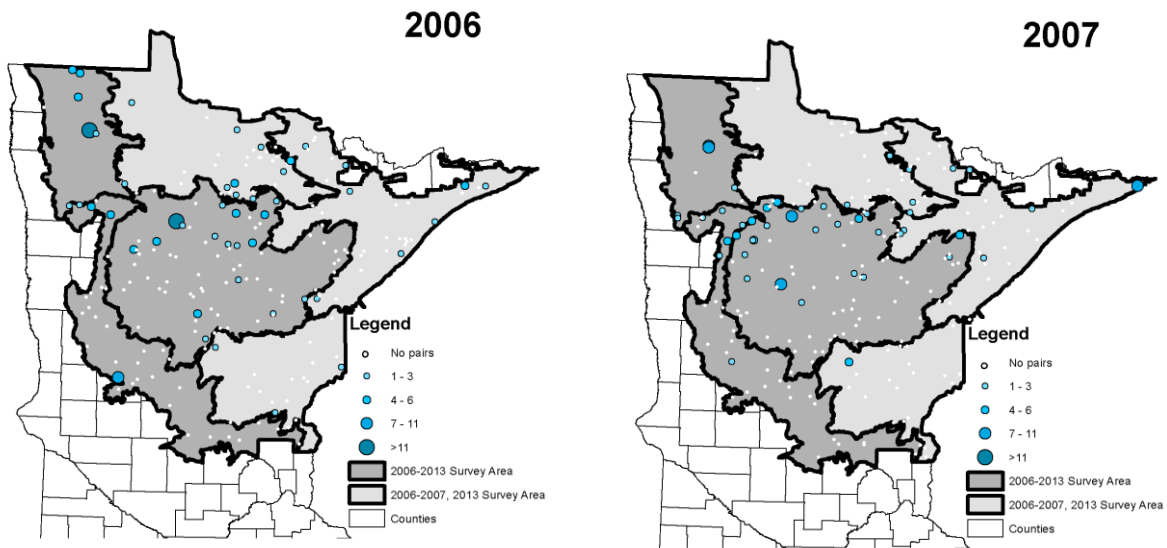 2006
Legend
No pairs
1 - 3
4 - 6
7 - 11
>11
2006-2013 Survey Area
2006-2007, 2013 Survey Area
Counties
2007
Legend
No pairs
1 - 3
4 - 6
7 - 11
>11
2006-2013 Survey Area
2006-2007, 2013 Survey Area
Counties